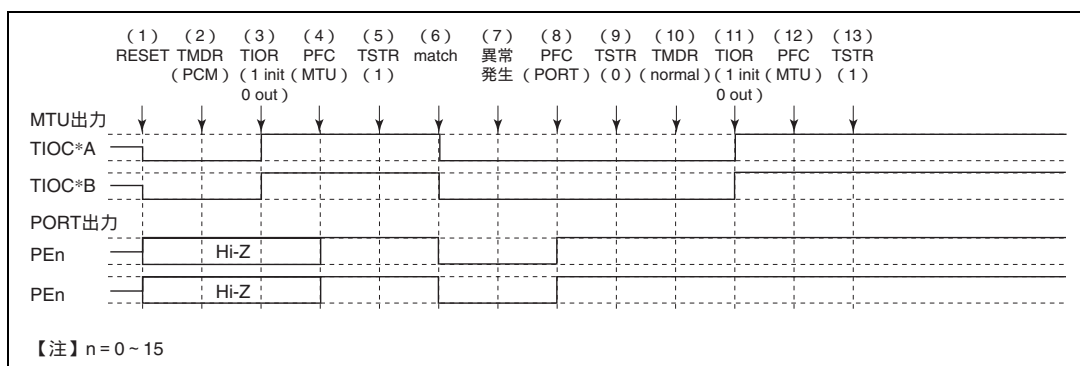 (1) (2) (3) (4) (5) (6) (7) (8) (9) (10) (11) (12) (13)
RESET TMDR TIOR PFC TSTR match 異常 PFC TSTR TMDR TIOR PFC TSTR
(PCM) (1 init (MTU) (1) 発生 (PORT) (0) (normal) (1 init (MTU) (1)
0 out) 0 out)
MTU出力
TIOC*A
TIOC*B
PORT出力
PEn Hi-Z
PEn Hi-Z
【注】n = 0 ~ 15